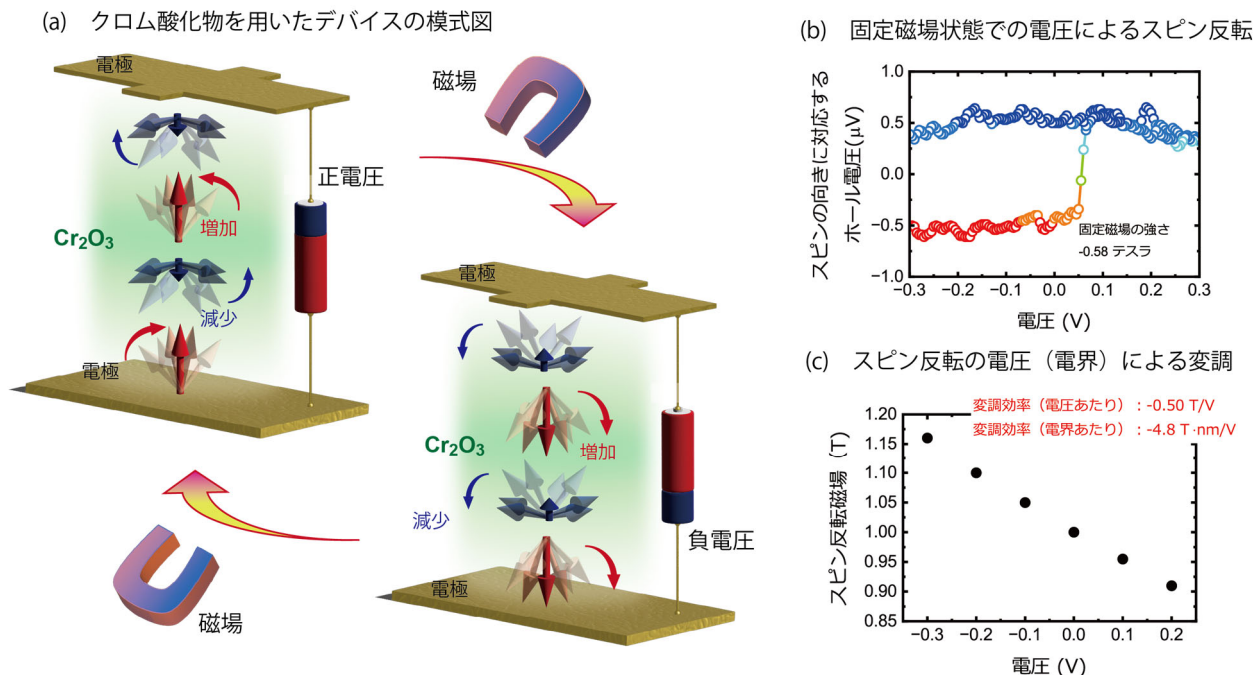 (a) クロム酸化物を用いたデバイスの模式図
電極
正電圧
増加
Cr₂O₃
減少
電極
磁場
電極
Cr₂O₃
増加
減少
負電圧
電極
磁場
(b) 固定磁場状態での電圧によるスピン反転
スピンの向きに対応する
ホール電圧(μV)
1.0
0.5
0.0
−0.5
−1.0
固定磁場の強さ
-0.58 テスラ
−0.3 −0.2 −0.1 0.0 0.1 0.2 0.3
電圧 (V)
(c) スピン反転の電圧（電界）による変調
変調効率（電圧あたり）: -0.50 T/V
変調効率（電界あたり）: -4.8 T·nm/V
スピン反転磁場 (T)
1.20
1.15
1.10
1.05
1.00
0.95
0.90
0.85
−0.3 −0.2 −0.1 0.0 0.1 0.2
電圧 (V)